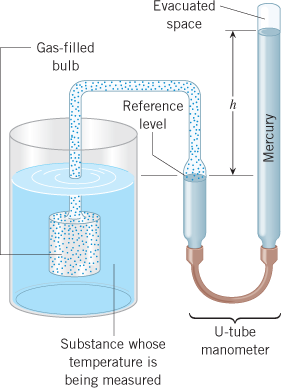 Evacuated
space
Gas-filled
bulb
Reference
level
h
Mercury
Substance whose
temperature is
being measured
U-tube
manometer